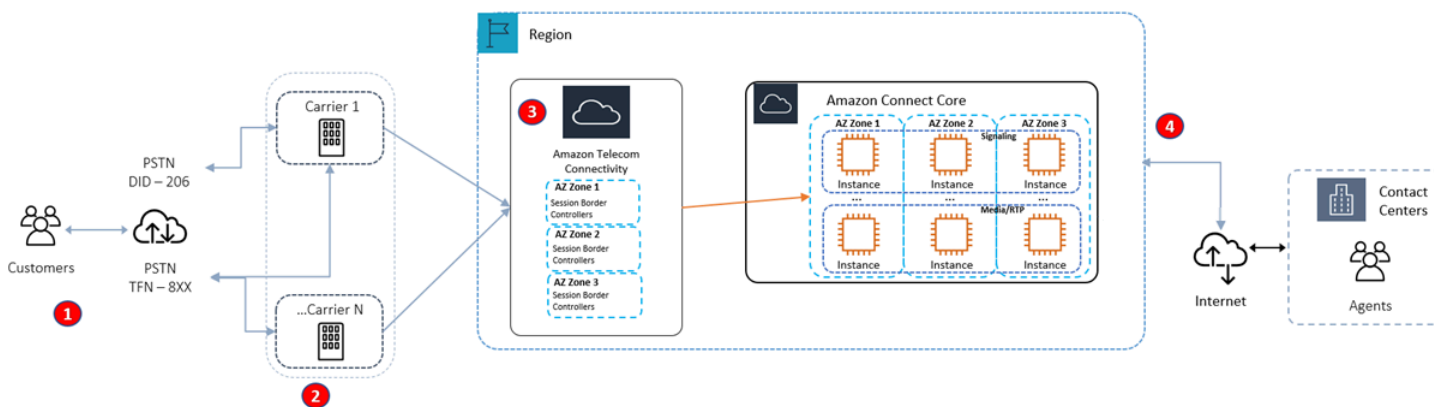 1
Customers
PSTN
DID – 206
PSTN
TFN – 8XX
2
Carrier 1
...Carrier N
Region
3
Amazon Telecom
Connectivity
AZ Zone 1
Session Border
Controllers
AZ Zone 2
Session Border
Controllers
AZ Zone 3
Session Border
Controllers
Amazon Connect Core
AZ Zone 1 AZ Zone 2 AZ Zone 3
Signaling
Instance Instance Instance
... ... ...
Media/RTP
Instance Instance Instance
4
Internet
Contact
Centers
Agents